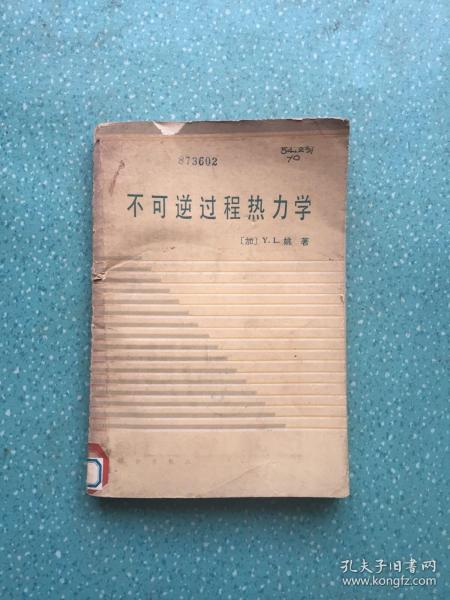 873602
54.231
70
不可逆过程热力学
〔加〕Y.L.姚 著
孔夫子旧书网
www.kongfz.com